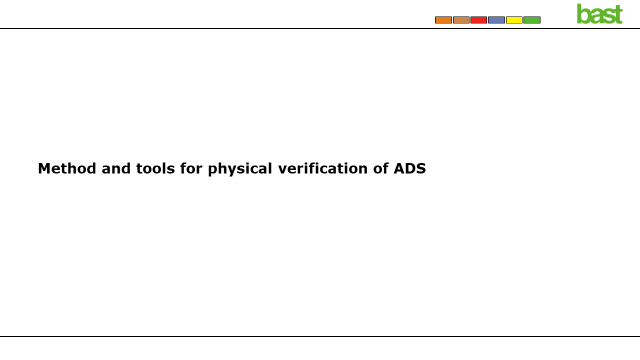 bast
Method and tools for physical verification of ADS